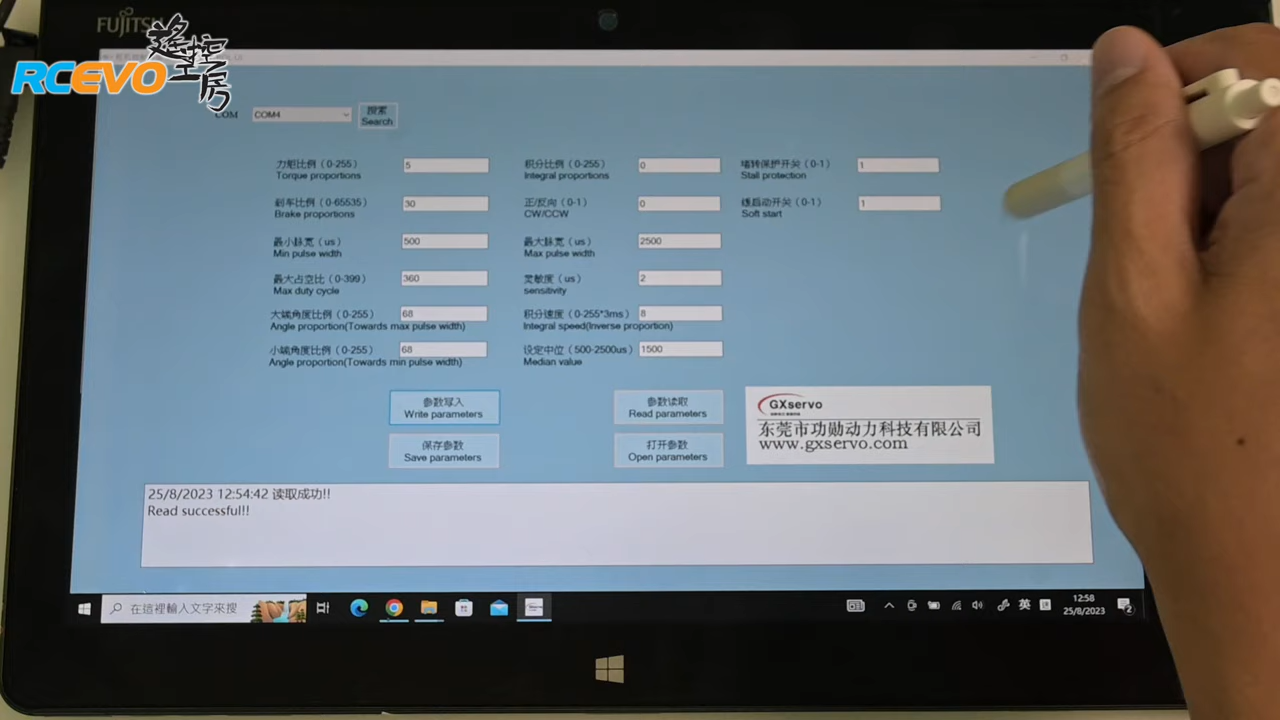 FUJITSU
RCEVO
遙控工房
COM
COM4
搜索
Search
力矩比例（0-255）
Torque proportions
5
积分比例（0-255）
Integral proportions
0
堵转保护开关（0-1）
Stall protection
1
刹车比例（0-65535）
Brake proportions
30
正/反向（0-1）
CW/CCW
0
缓启动开关（0-1）
Soft start
1
最小脉宽（us）
Min pulse width
500
最大脉宽（us）
Max pulse width
2500
最大占空比（0-399）
Max duty cycle
360
灵敏度（us）
sensitivity
2
大端角度比例（0-255）
Angle proportion(Towards max pulse width)
68
积分速度（0-255*3ms）
Integral speed(Inverse proportion)
8
小端角度比例（0-255）
Angle proportion(Towards min pulse width)
68
设定中位（500-2500us）
Median value
1500
参数写入
Write parameters
参数读取
Read parameters
保存参数
Save parameters
打开参数
Open parameters
GXservo
东莞市功勋动力科技有限公司
www.gxservo.com
25/8/2023 12:54:42 读取成功!!
Read successful!!
在這裡輸入文字來搜
英
12:58
25/8/2023
2